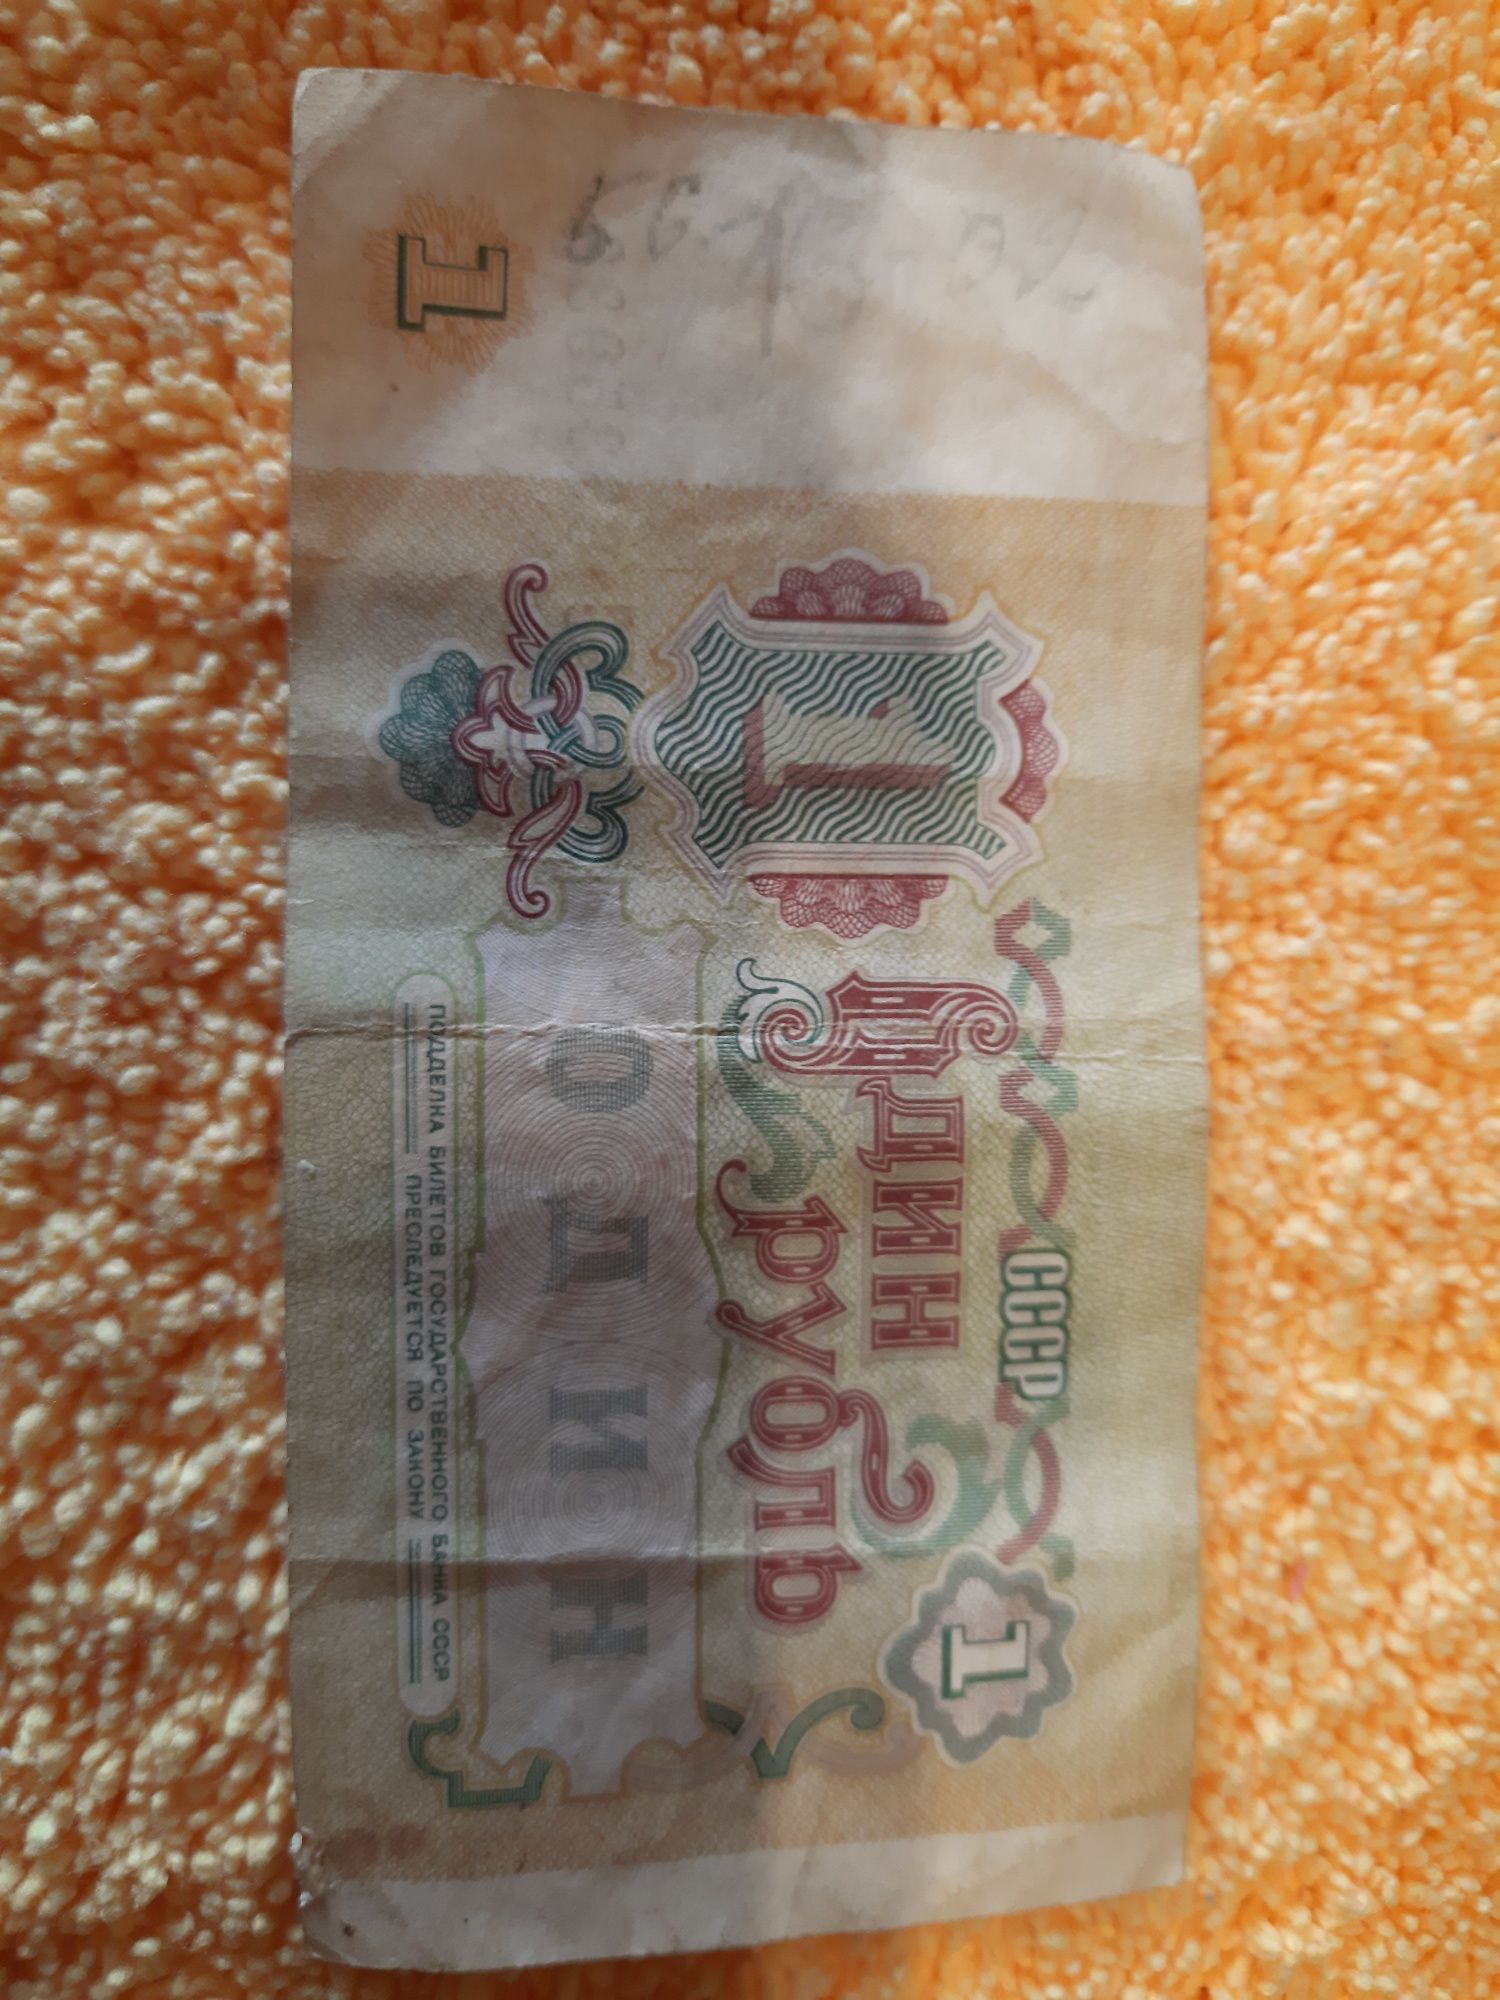 СССР
1
Один
рубль
1
ОДИН
ПОДДЕЛКА БИЛЕТОВ ГОСУДАРСТВЕННОГО БАНКА СССР
ПРЕСЛЕДУЕТСЯ ПО ЗАКОНУ
1